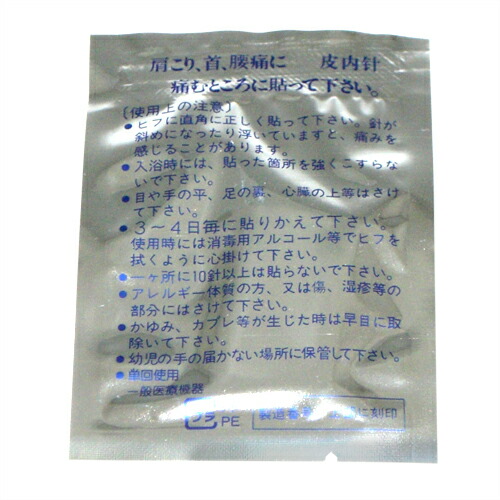 肩こり、首、腰痛に 皮内針
痛むところに貼って下さい。
〔使用上の注意〕
●ヒフに直角に正しく貼って下さい。針が
斜めになったり浮いていますと、痛みを
感じることがあります。
●入浴時には、貼った箇所を強くこすらな
いで下さい。
●目や手の平、足の裏、心臓の上等はさけ
て下さい。
●3〜4日毎に貼りかえて下さい。
使用時には消毒用アルコール等でヒフを
拭くように心掛けて下さい。
●一ヶ所に10針以上は貼らないで下さい。
●アレルギー体質の方、又は傷、湿疹等の
部分にはさけて下さい。
●かゆみ、カブレ等が生じた時は早目に取
除いて下さい。
●幼児の手の届かない場所に保管して下さい。
●単回使用
一般医療機器
プラ PE
製造番号 に刻印